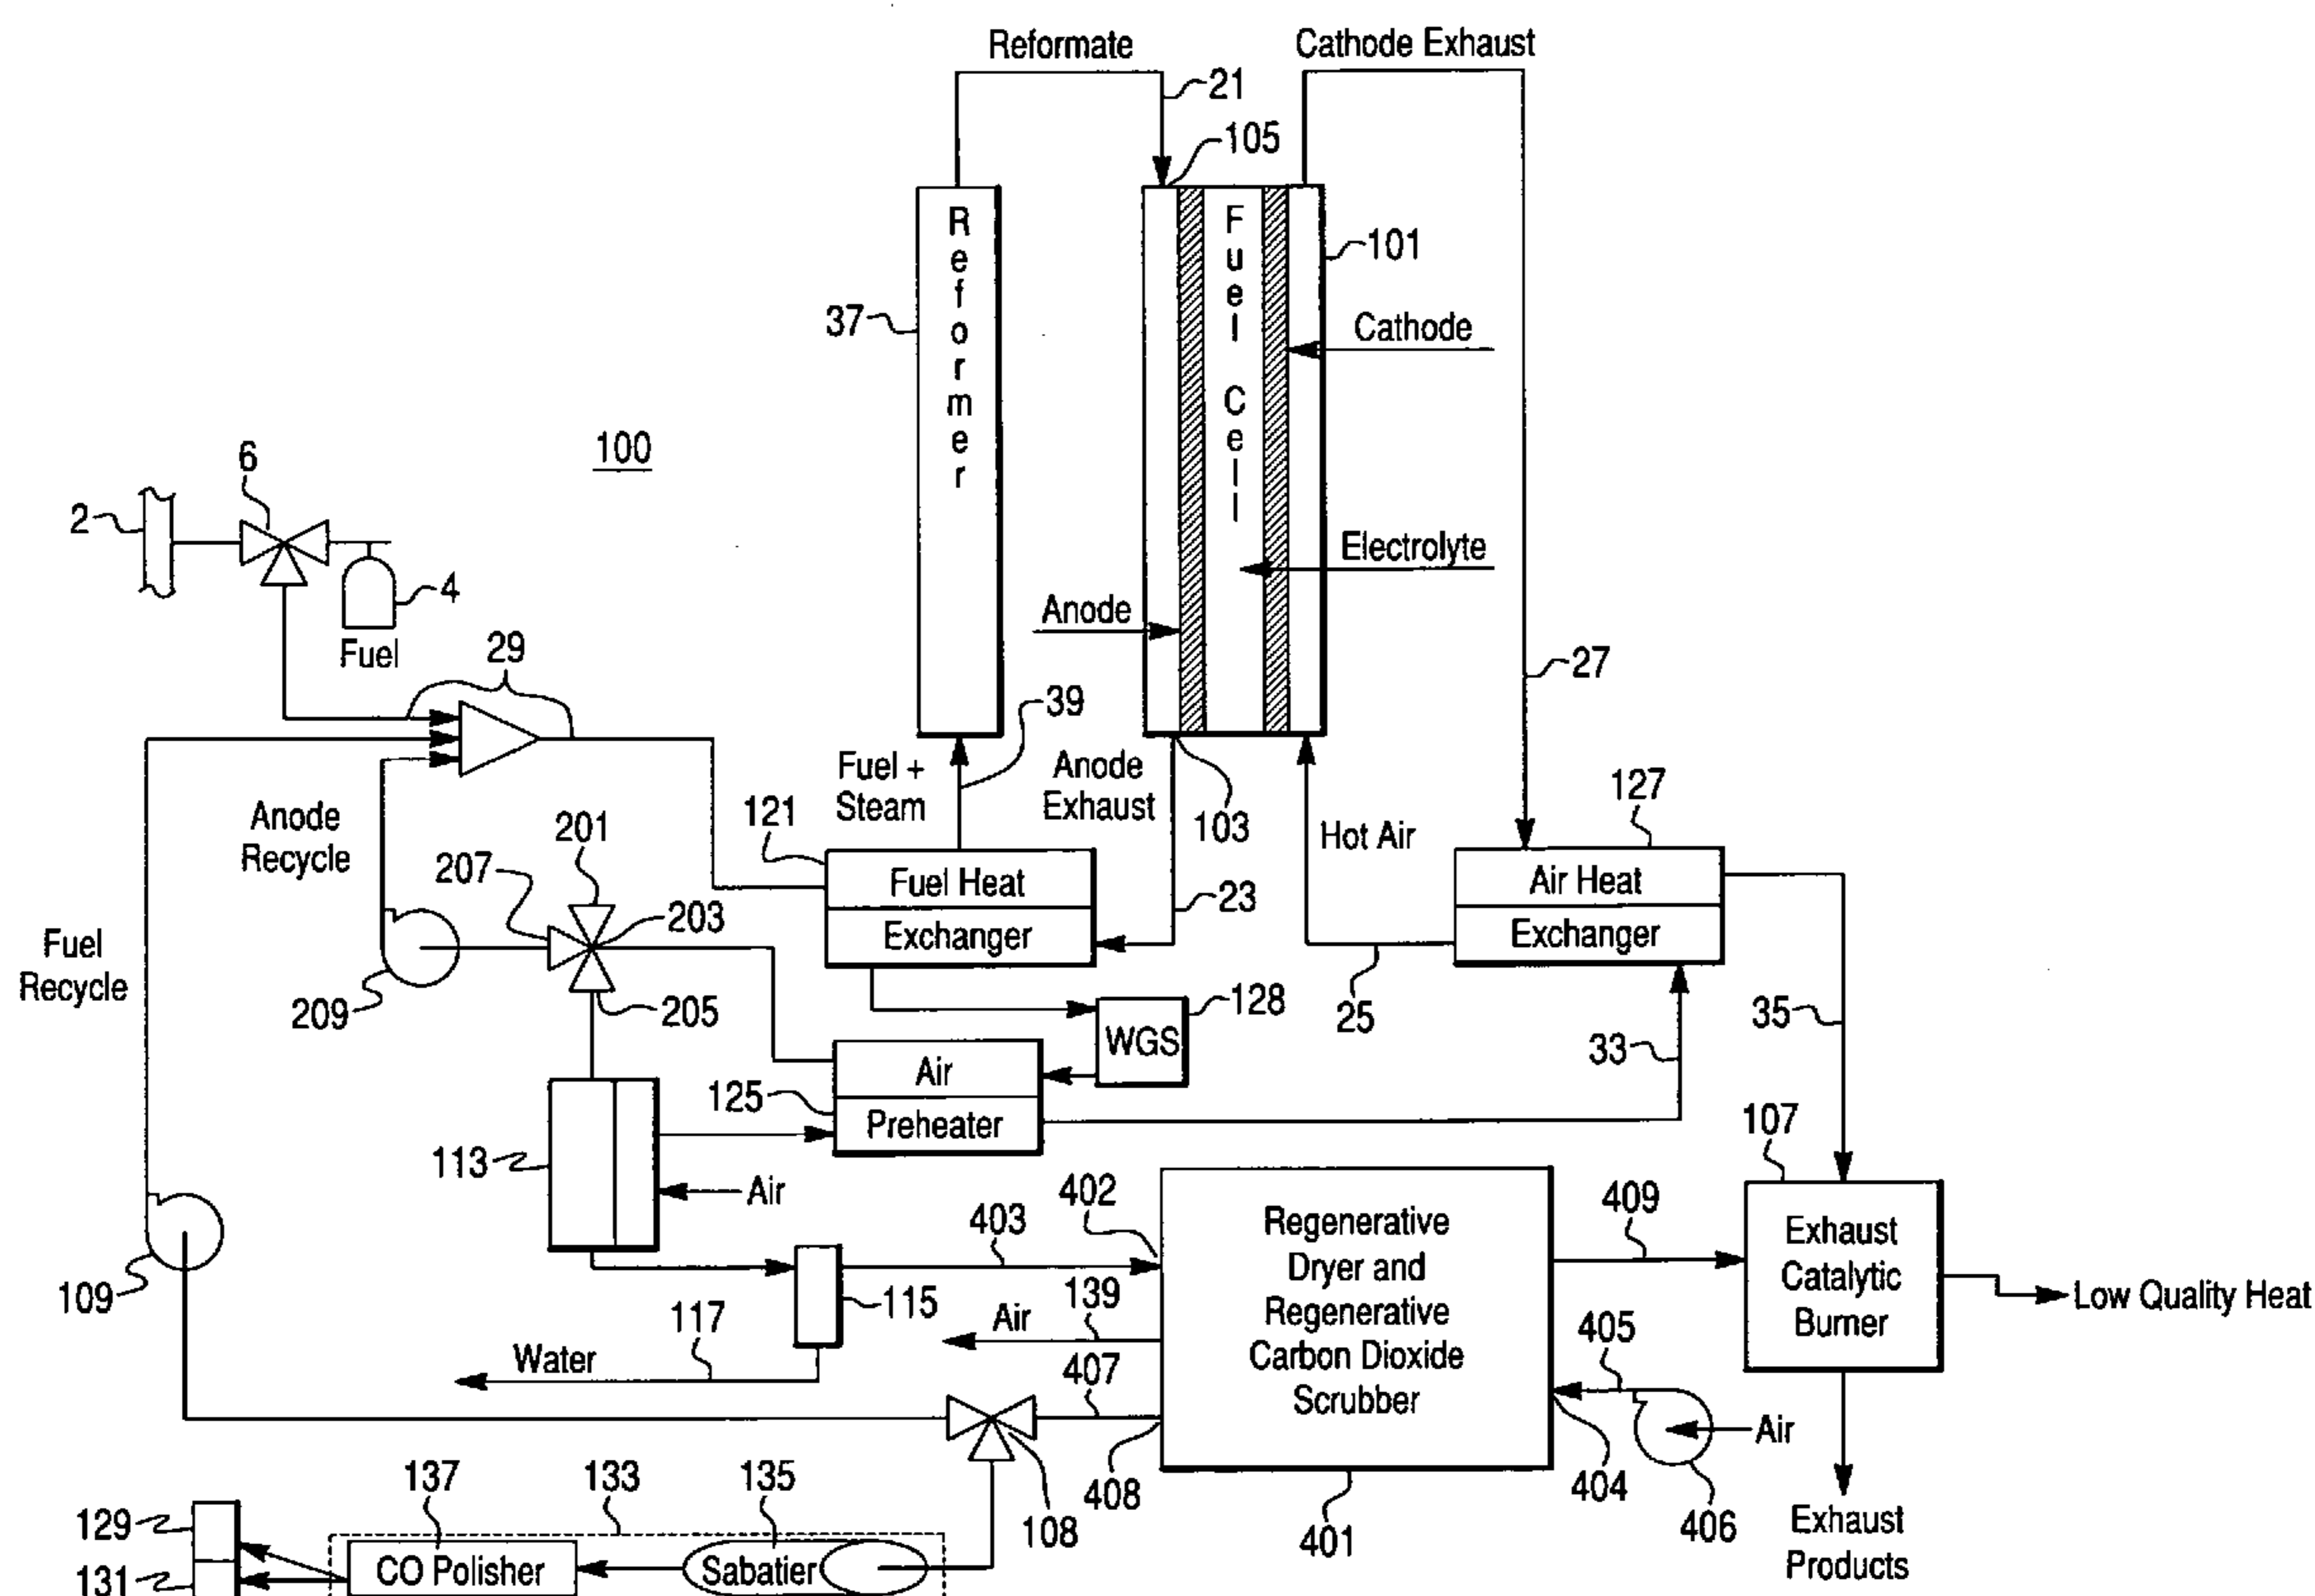 Reformate
Cathode Exhaust
21
105
Reformer
Fuel Cell
101
37
Cathode
100
6
2
4
Fuel
Electrolyte
Anode
29
27
39
Fuel +
Steam
Anode
Exhaust
103
127
Anode
Recycle
201
121
Hot Air
207
203
Fuel Heat
Exchanger
23
Air Heat
Exchanger
Fuel
Recycle
209
205
128
WGS
25
35
33
125
Air
Preheater
107
113
Air
402
403
Regenerative
Dryer and
Regenerative
Carbon Dioxide
Scrubber
409
Exhaust
Catalytic
Burner
Low Quality Heat
109
115
139
Air
117
Water
407
405
Air
404
406
408
108
401
Exhaust
Products
137
133
135
129
131
CO Polisher
Sabatier